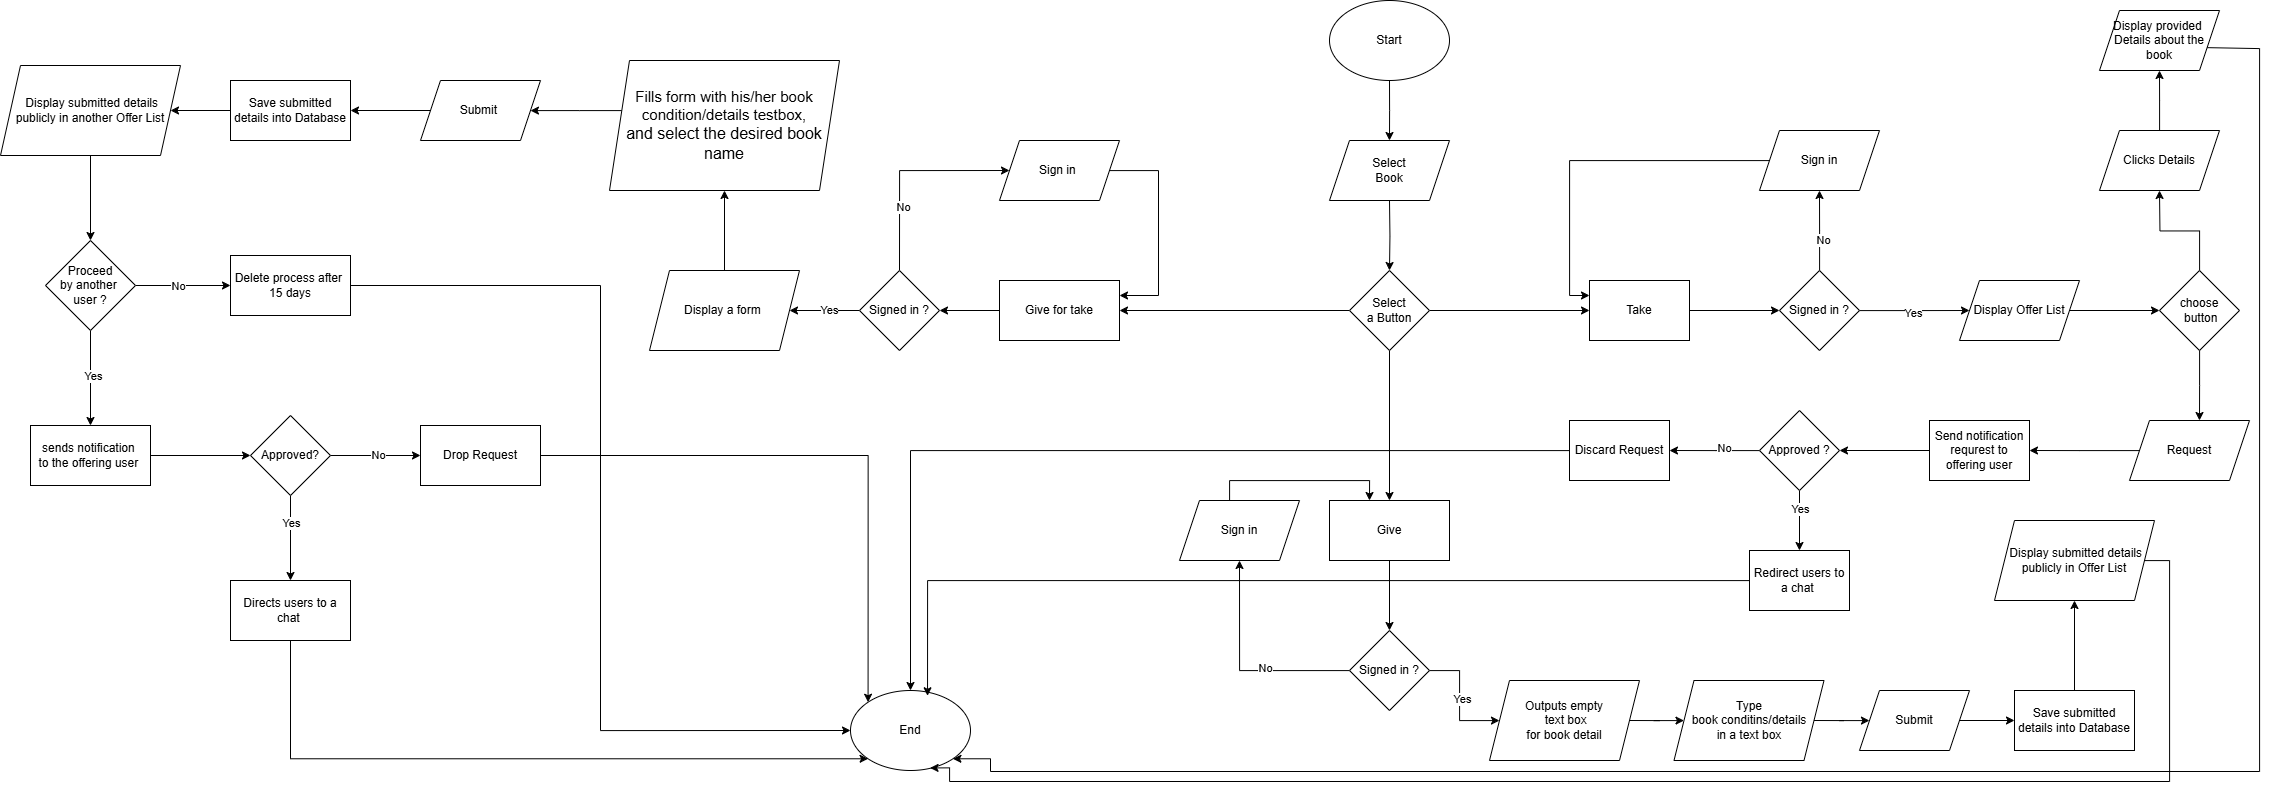 Start
Select
Book
Select
a Button
Give for take
Signed in ?
No
Sign in
Yes
Display a form
Fills form with his/her book
condition/details testbox,
and select the desired book
name
Submit
Save submitted
details into Database
Display submitted details
publicly in another Offer List
Proceed
by another
user ?
No
Delete process after
15 days
Yes
sends notification
to the offering user
Approved?
No
Drop Request
Yes
Directs users to a
chat
Take
Signed in ?
No
Sign in
Yes
Display Offer List
choose
button
Clicks Details
Display provided
Details about the
book
Request
Send notification
requrest to
offering user
Approved ?
No
Discard Request
Yes
Redirect users to
a chat
Give
Signed in ?
No
Sign in
Yes
Outputs empty
text box
for book detail
Type
book conditins/details
in a text box
Submit
Save submitted
details into Database
Display submitted details
publicly in Offer List
End